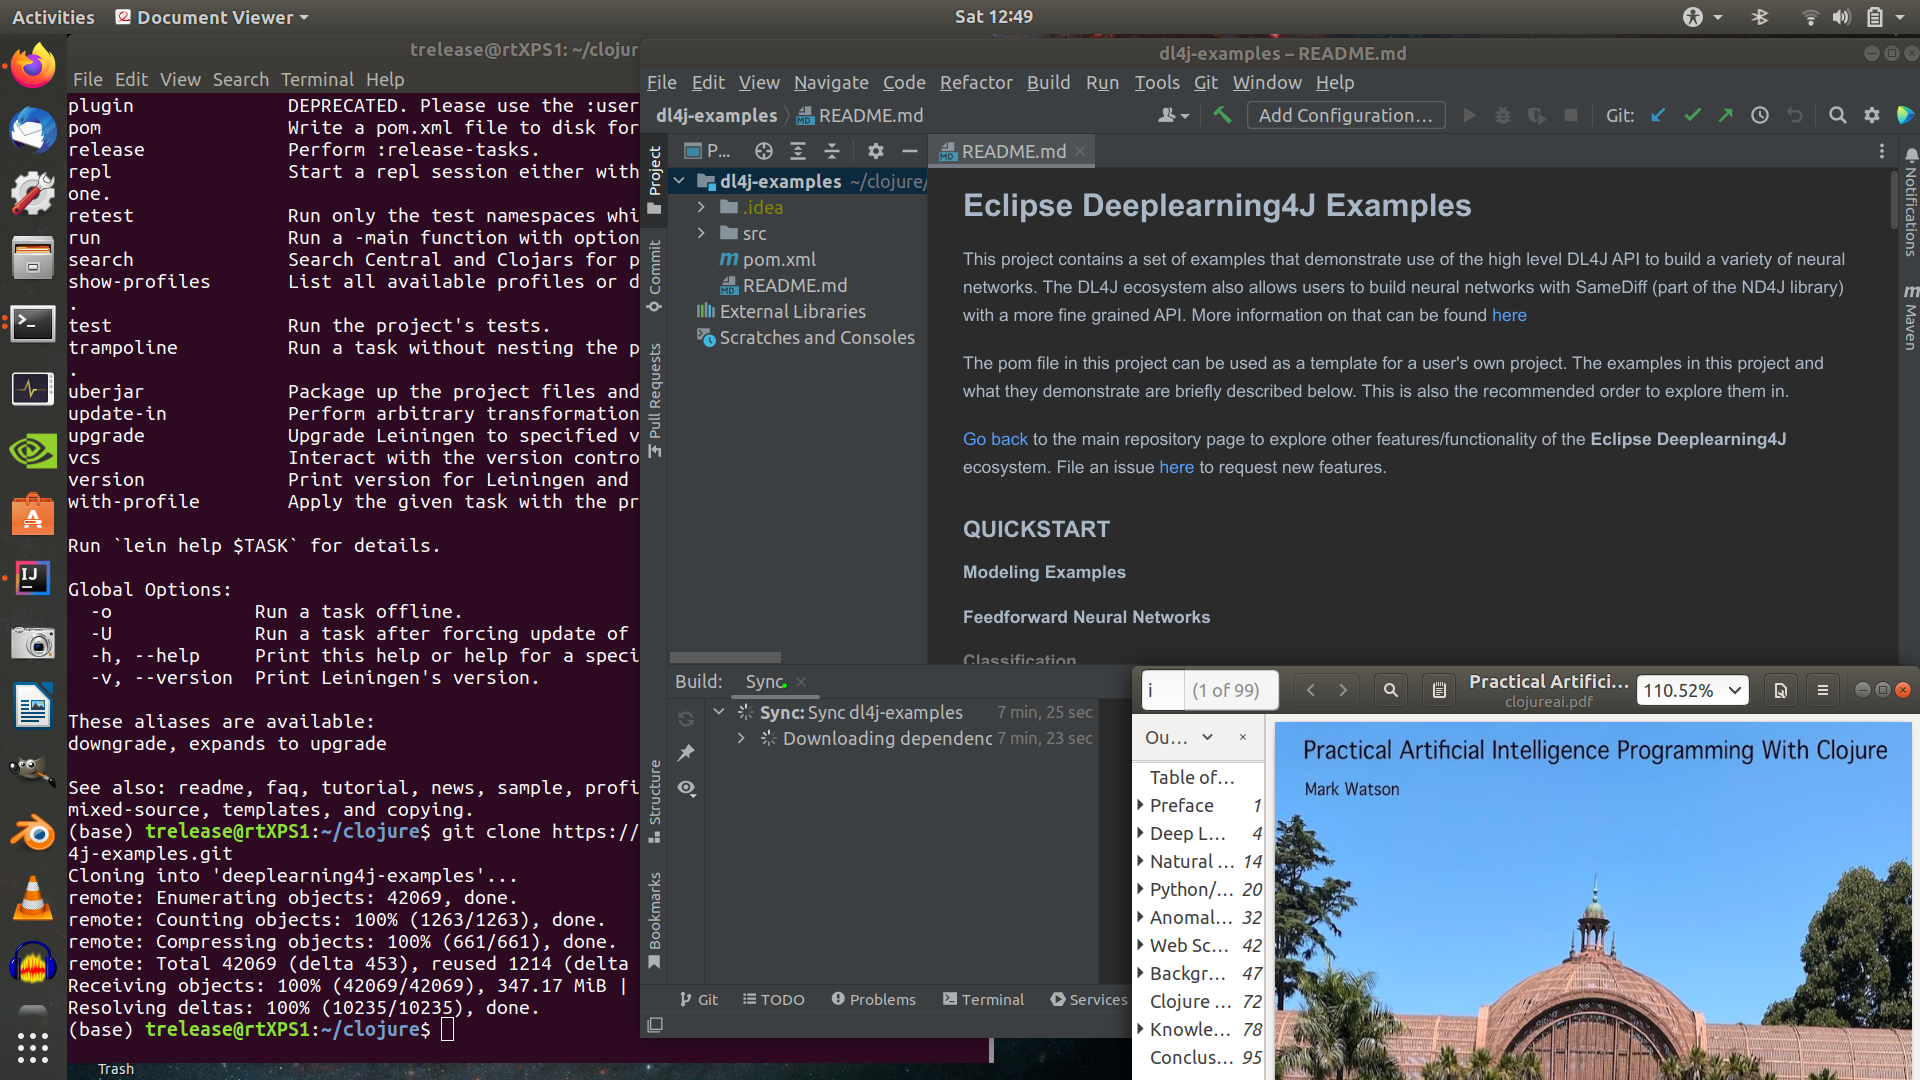 Activities
Document Viewer
Sat 12:49
trelease@rtXPS1: ~/clojur
File Edit View Search Terminal Help
plugin DEPRECATED. Please use the :user
pom Write a pom.xml file to disk for
release Perform :release-tasks.
repl Start a repl session either with
one.
retest Run only the test namespaces whi
run Run a -main function with option
search Search Central and Clojars for p
show-profiles List all available profiles or d
.
test Run the project's tests.
trampoline Run a task without nesting the p
.
uberjar Package up the project files and
update-in Perform arbitrary transformation
upgrade Upgrade Leiningen to specified v
vcs Interact with the version contro
version Print version for Leiningen and
with-profile Apply the given task with the pr
Run `lein help $TASK` for details.
Global Options:
-o Run a task offline.
-U Run a task after forcing update of
-h, --help Print this help or help for a speci
-v, --version Print Leiningen's version.
These aliases are available:
downgrade, expands to upgrade
See also: readme, faq, tutorial, news, sample, profi
mixed-source, templates, and copying.
(base) trelease@rtXPS1:~/clojure$ git clone https://
4j-examples.git
Cloning into 'deeplearning4j-examples'...
remote: Enumerating objects: 42069, done.
remote: Counting objects: 100% (1263/1263), done.
remote: Compressing objects: 100% (661/661), done.
remote: Total 42069 (delta 453), reused 1214 (delta
Receiving objects: 100% (42069/42069), 347.17 MiB |
Resolving deltas: 100% (10235/10235), done.
(base) trelease@rtXPS1:~/clojure$
Trash
dl4j-examples – README.md
File Edit View Navigate Code Refactor Build Run Tools Git Window Help
dl4j-examples
README.md
Add Configuration...
Git:
Project
Commit
Pull Requests
Structure
Bookmarks
P...
dl4j-examples ~/clojure/
.idea
src
pom.xml
README.md
External Libraries
Scratches and Consoles
README.md
Notifications
Maven
Eclipse Deeplearning4J Examples
This project contains a set of examples that demonstrate use of the high level DL4J API to build a variety of neural
networks. The DL4J ecosystem also allows users to build neural networks with SameDiff (part of the ND4J library)
with a more fine grained API. More information on that can be found here
The pom file in this project can be used as a template for a user's own project. The examples in this project and
what they demonstrate are briefly described below. This is also the recommended order to explore them in.
Go back to the main repository page to explore other features/functionality of the Eclipse Deeplearning4J
ecosystem. File an issue here to request new features.
QUICKSTART
Modeling Examples
Feedforward Neural Networks
Classification
Build: Sync
Sync: Sync dl4j-examples 7 min, 25 sec
Downloading dependenc 7 min, 23 sec
Git
TODO
Problems
Terminal
Services
i (1 of 99)
Practical Artifici...
clojureai.pdf
110.52%
Ou...
Table of...
Preface 1
Deep L... 4
Natural ... 14
Python/... 20
Anomal... 32
Web Sc... 42
Backgr... 47
Clojure ... 72
Knowle... 78
Conclus... 95
Practical Artificial Intelligence Programming With Clojure
Mark Watson